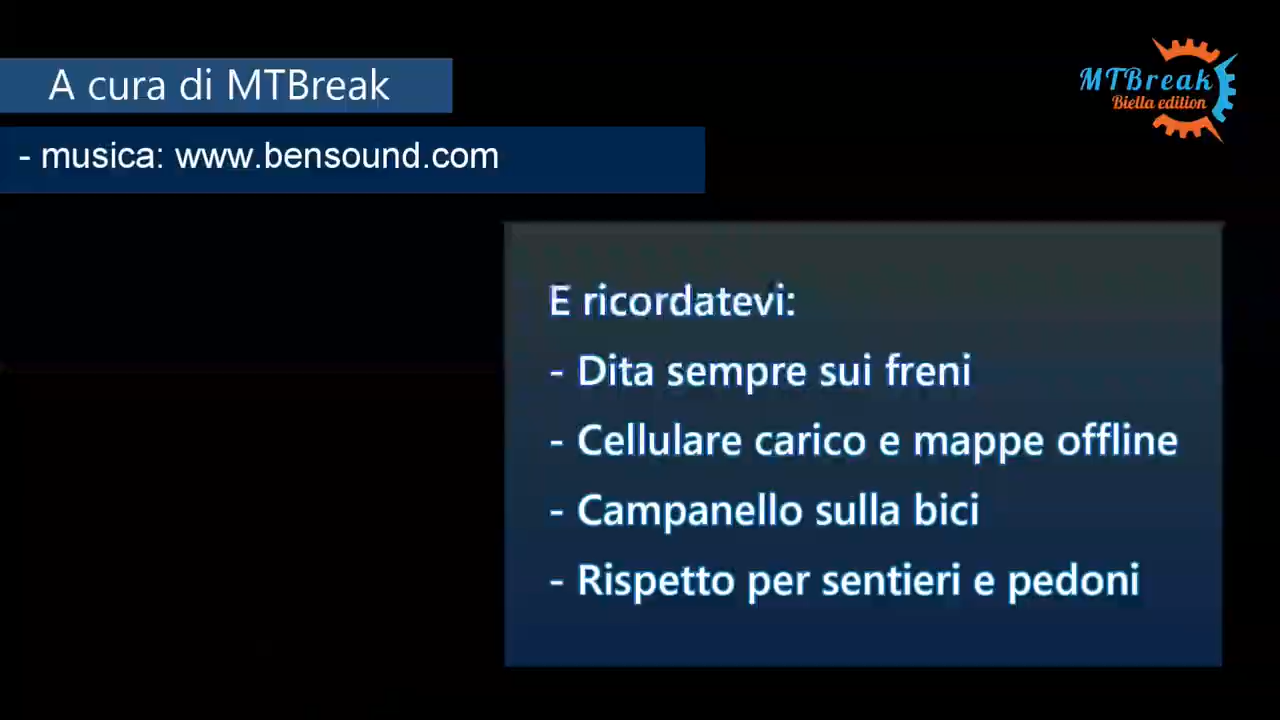 A cura di MTBreak
- musica: www.bensound.com
MTBreak
Biella edition
E ricordatevi:
- Dita sempre sui freni
- Cellulare carico e mappe offline
- Campanello sulla bici
- Rispetto per sentieri e pedoni